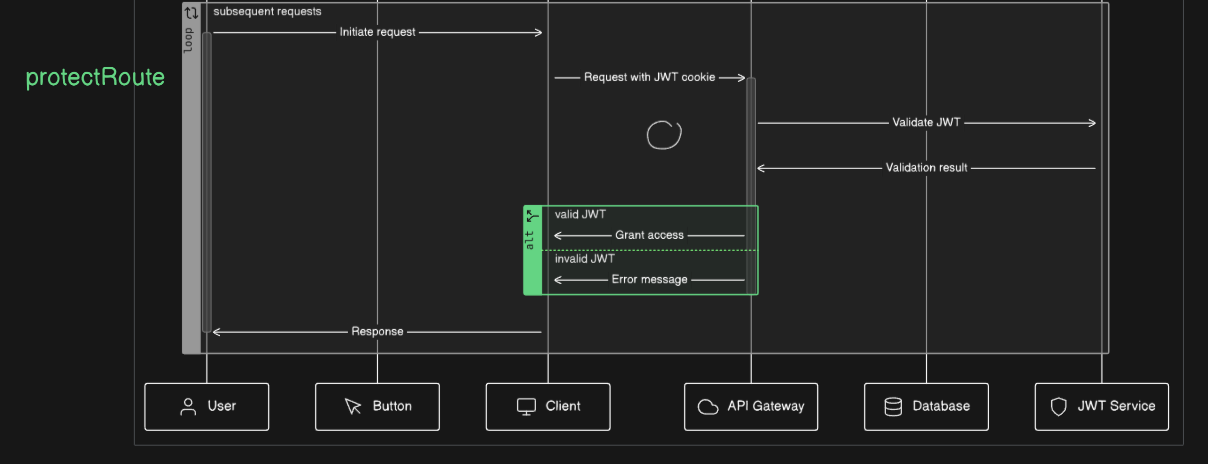 subsequent requests
loop
Initiate request
protectRoute
Request with JWT cookie
Validate JWT
Validation result
alt
valid JWT
Grant access
invalid JWT
Error message
Response
User
Button
Client
API Gateway
Database
JWT Service